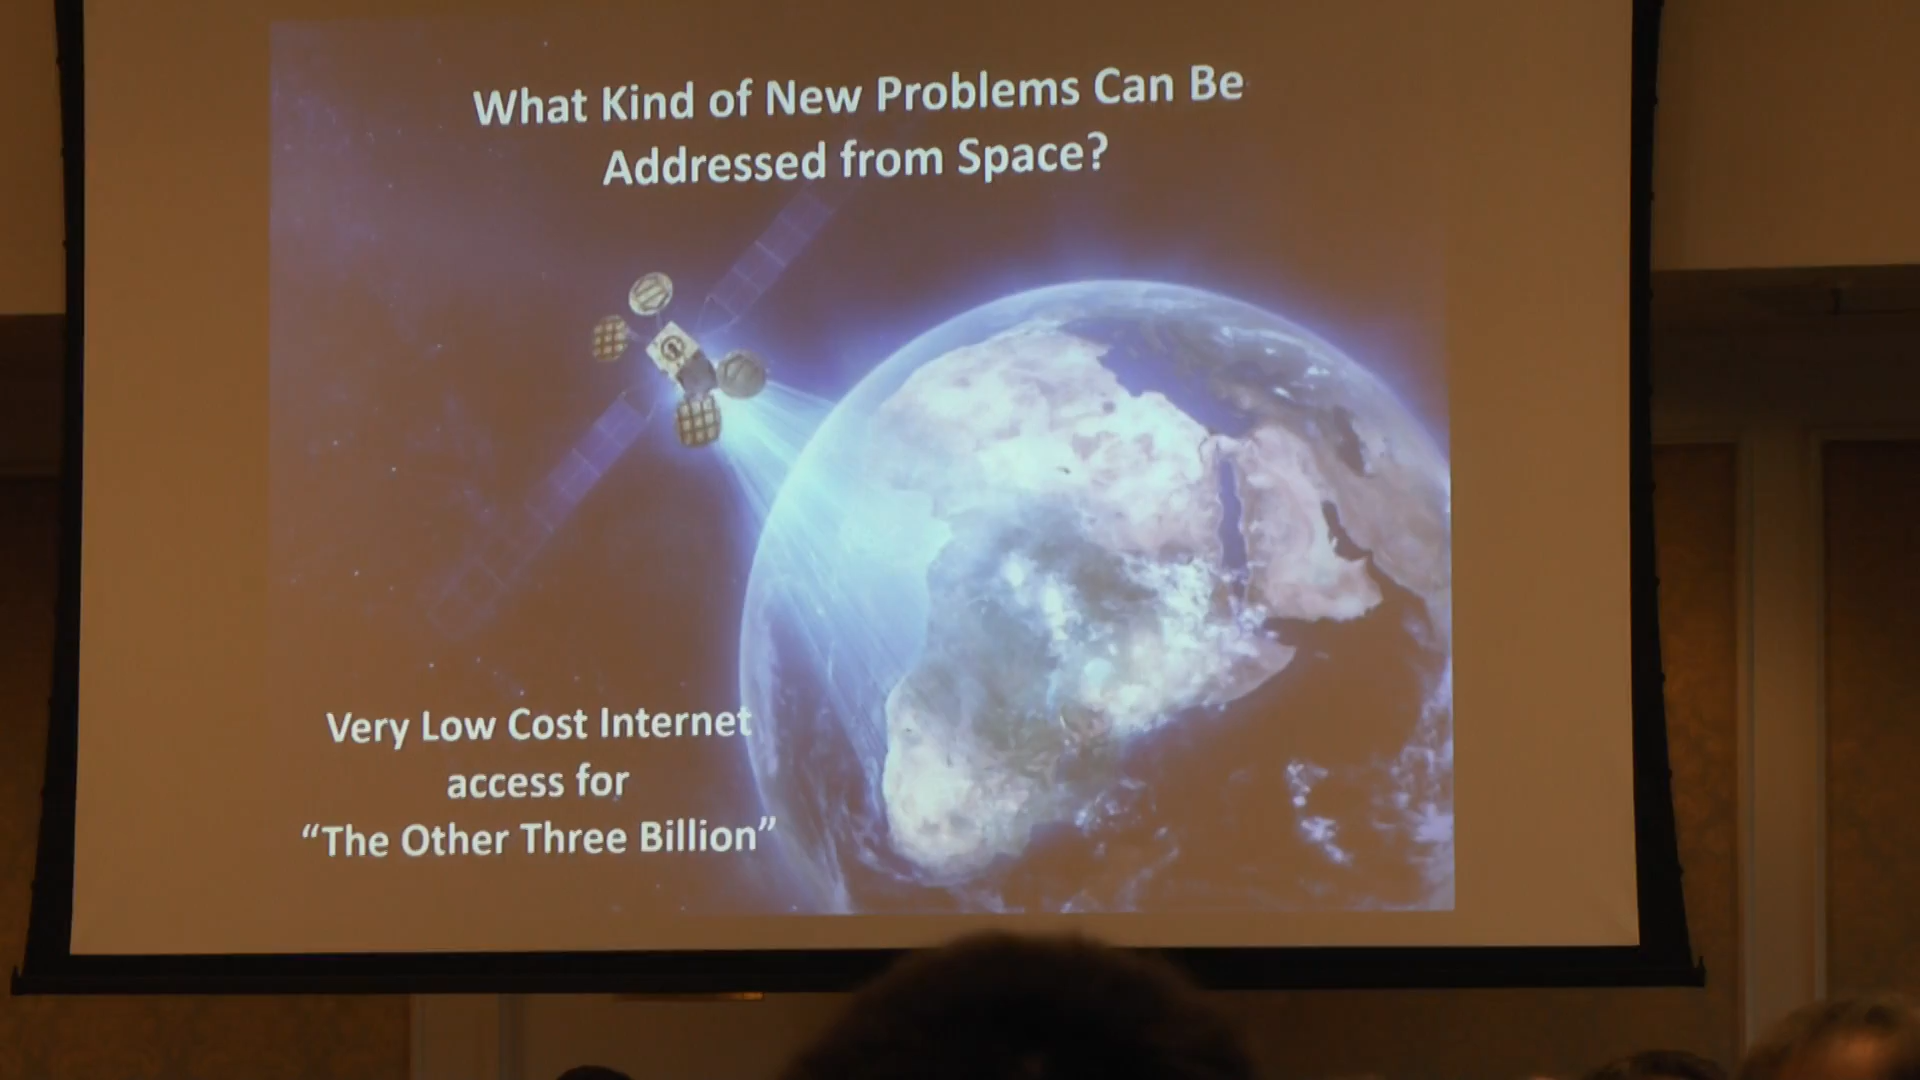 What Kind of New Problems Can Be
Addressed from Space?
Very Low Cost Internet
access for
“The Other Three Billion”